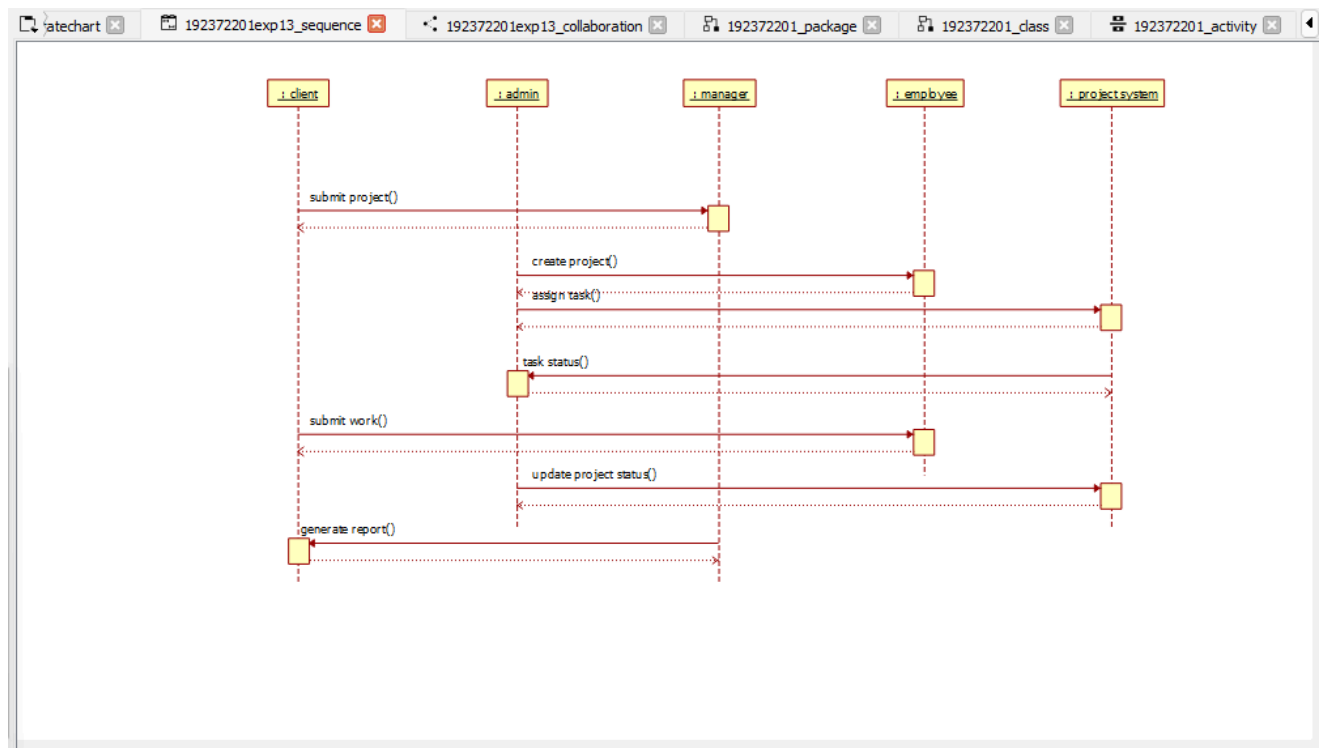 atechart
192372201exp13_sequence
192372201exp13_collaboration
192372201_package
192372201_class
192372201_activity
: client
: admin
: manager
: employee
: project system
submit project()
create project()
assign task()
task status()
submit work()
update project status()
generate report()